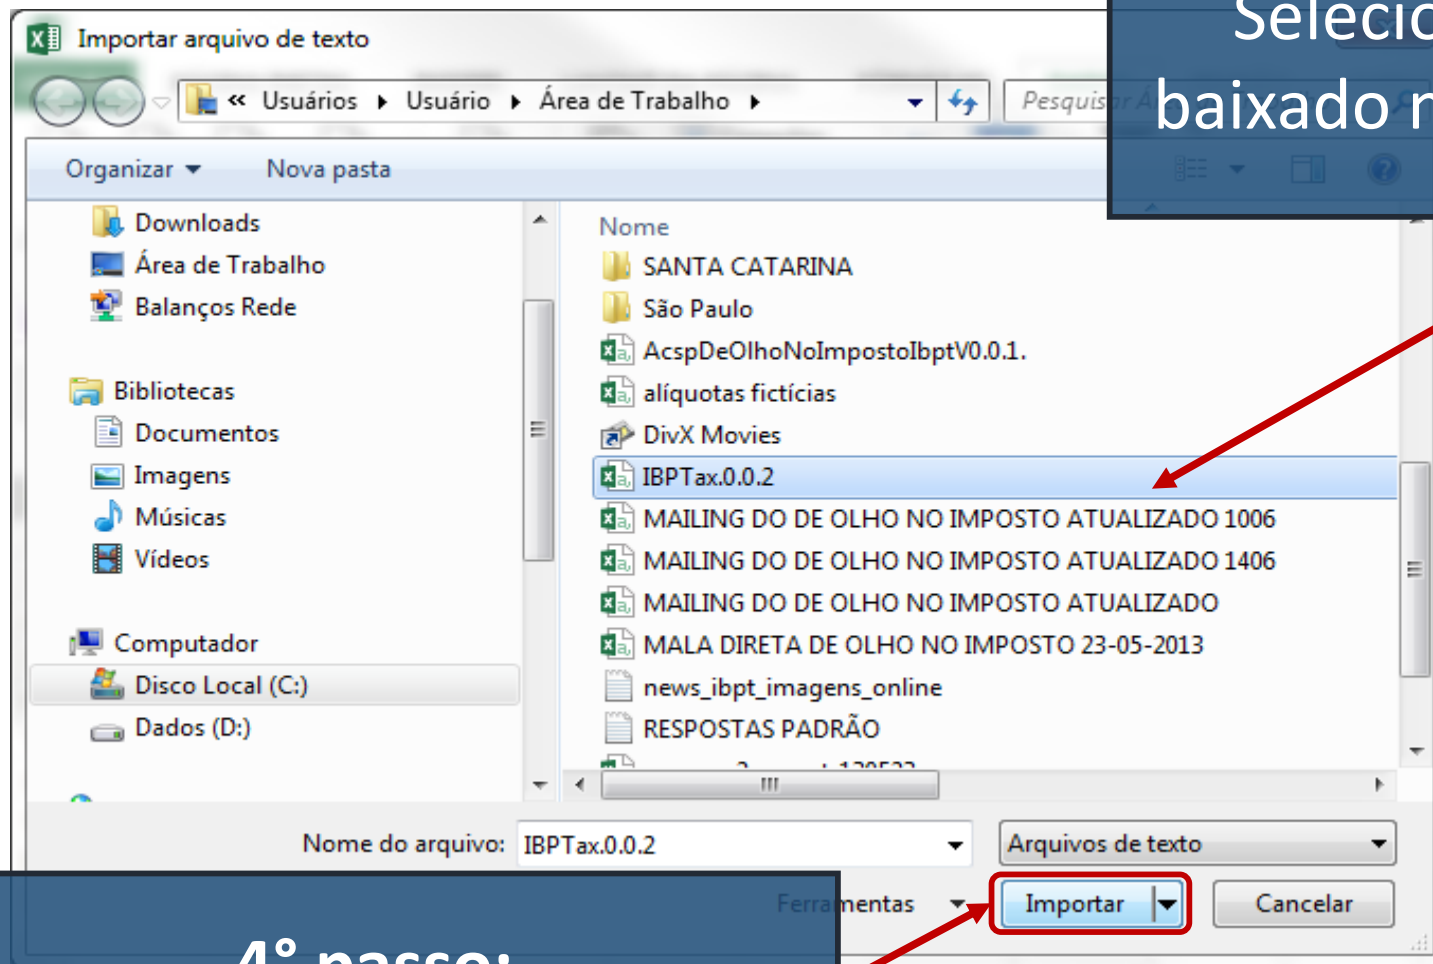 Importar arquivo de texto
Selecio
baixado n
« Usuários ▸ Usuário ▸ Área de Trabalho ▸
Pesquisar
Organizar
Nova pasta
Downloads
Área de Trabalho
Balanços Rede
Bibliotecas
Documentos
Imagens
Músicas
Vídeos
Computador
Disco Local (C:)
Dados (D:)
Nome
SANTA CATARINA
São Paulo
AcspDeOlhoNoImpostoIbptV0.0.1.
alíquotas fictícias
DivX Movies
IBPTax.0.0.2
MAILING DO DE OLHO NO IMPOSTO ATUALIZADO 1006
MAILING DO DE OLHO NO IMPOSTO ATUALIZADO 1406
MAILING DO DE OLHO NO IMPOSTO ATUALIZADO
MALA DIRETA DE OLHO NO IMPOSTO 23-05-2013
news_ibpt_imagens_online
RESPOSTAS PADRÃO
Nome do arquivo: IBPTax.0.0.2
Arquivos de texto
Ferramentas
Importar
Cancelar
4° passo: